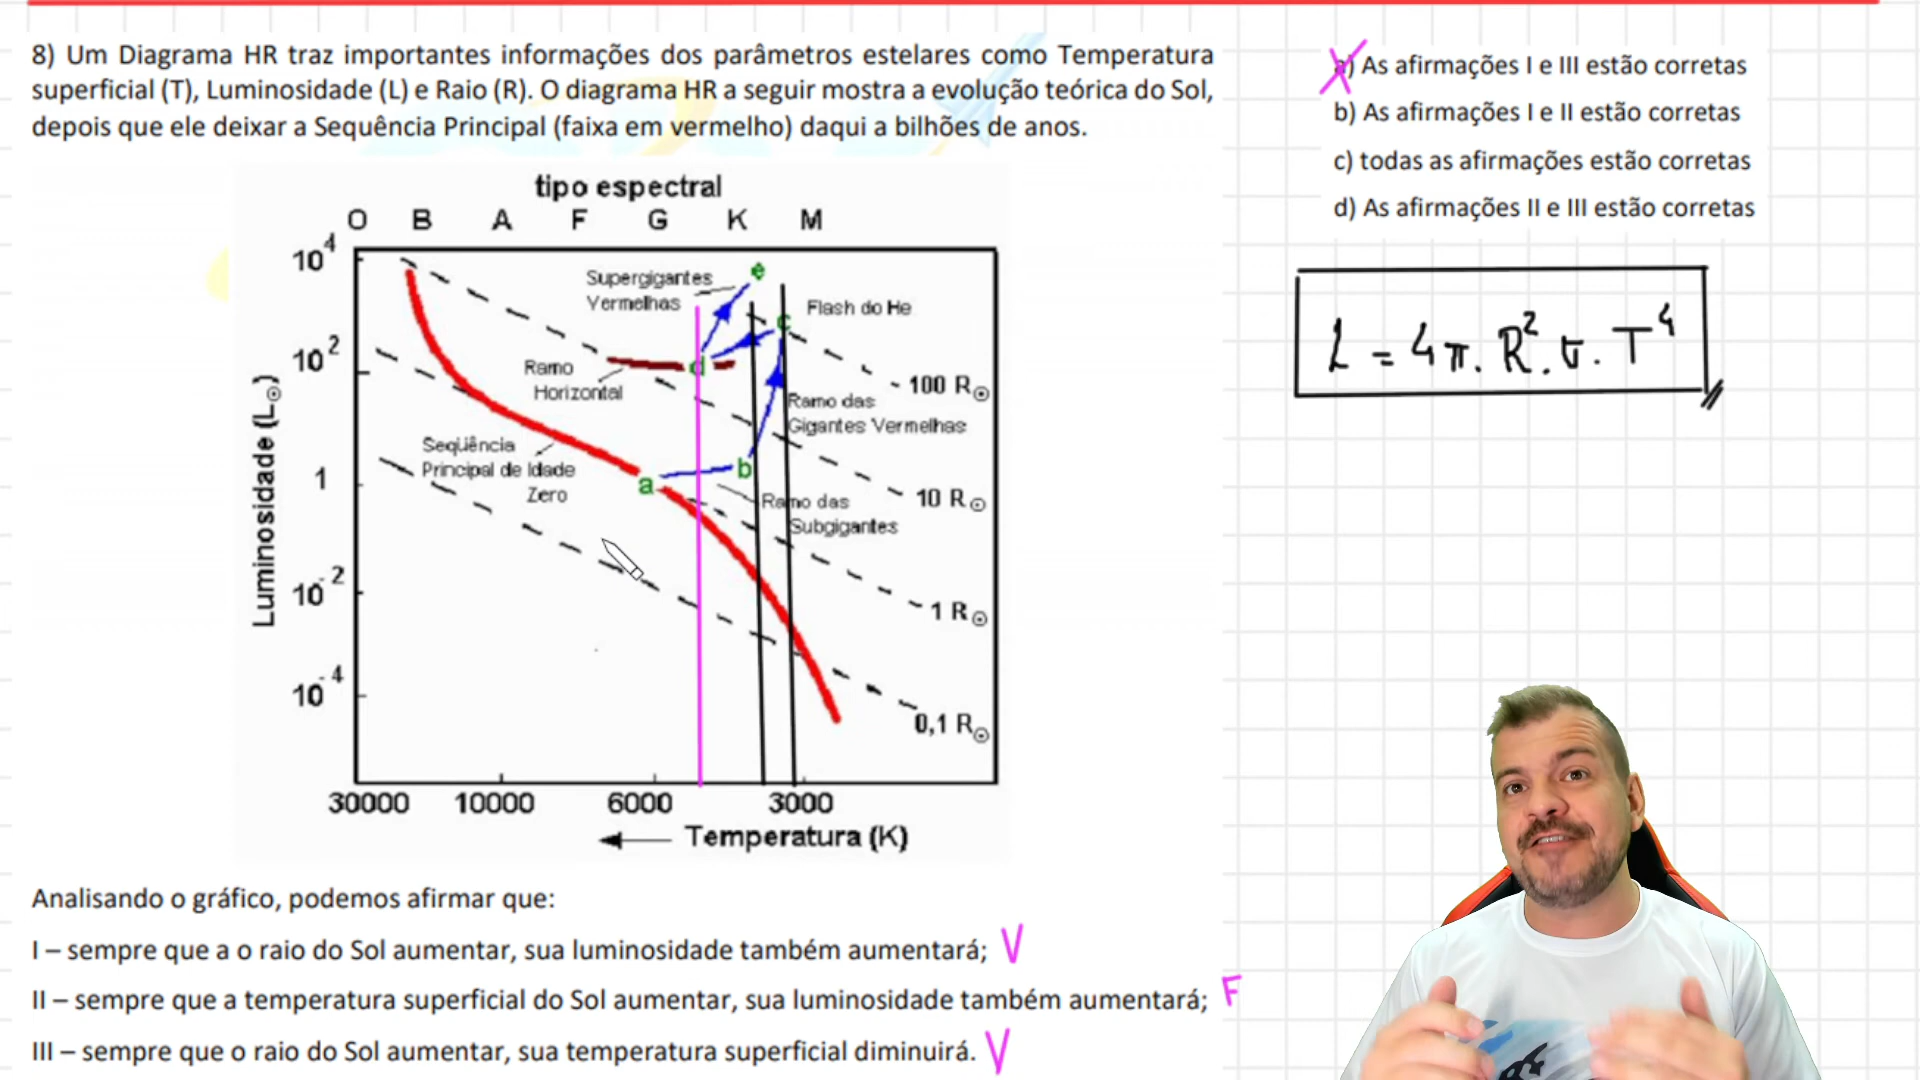 8) Um Diagrama HR traz importantes informações dos parâmetros estelares como Temperatura
superficial (T), Luminosidade (L) e Raio (R). O diagrama HR a seguir mostra a evolução teórica do Sol,
depois que ele deixar a Sequência Principal (faixa em vermelho) daqui a bilhões de anos.
tipo espectral
O B A F G K M
10^4
10^2
1
10^-2
10^-4
Luminosidade (L⊙)
Supergigantes
Vermelhas
e
Flash do He
c
Ramo
Horizontal
d
100 R⊙
Ramo das
Gigantes Vermelhas
Seqüência
Principal de Idade
Zero
a
b
10 R⊙
Ramo das
Subgigantes
1 R⊙
0,1 R⊙
30000 10000 6000 3000
Temperatura (K)
Analisando o gráfico, podemos afirmar que:
I – sempre que a o raio do Sol aumentar, sua luminosidade também aumentará; V
II – sempre que a temperatura superficial do Sol aumentar, sua luminosidade também aumentará; F
III – sempre que o raio do Sol aumentar, sua temperatura superficial diminuirá. V
a) As afirmações I e III estão corretas
b) As afirmações I e II estão corretas
c) todas as afirmações estão corretas
d) As afirmações II e III estão corretas
L = 4π.R².σ.T⁴